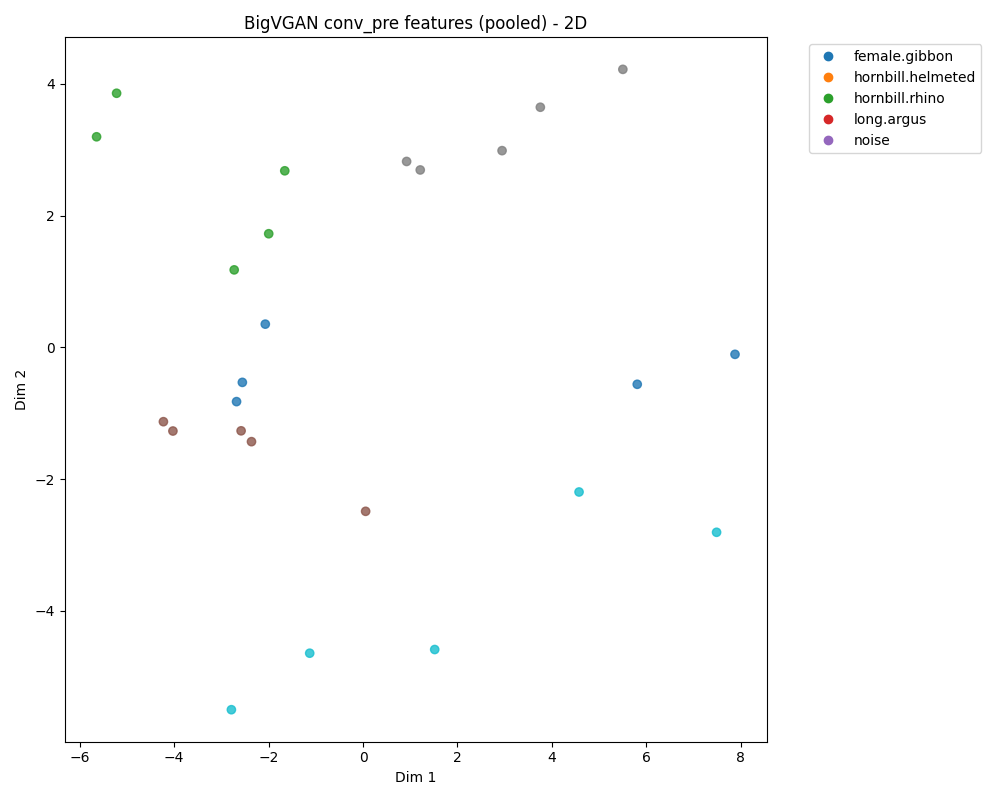 BigVGAN conv_pre features (pooled) - 2D
female.gibbon
hornbill.helmeted
hornbill.rhino
long.argus
noise
4
2
0
−2
−4
Dim 2
−6 −4 −2 0 2 4 6 8
Dim 1